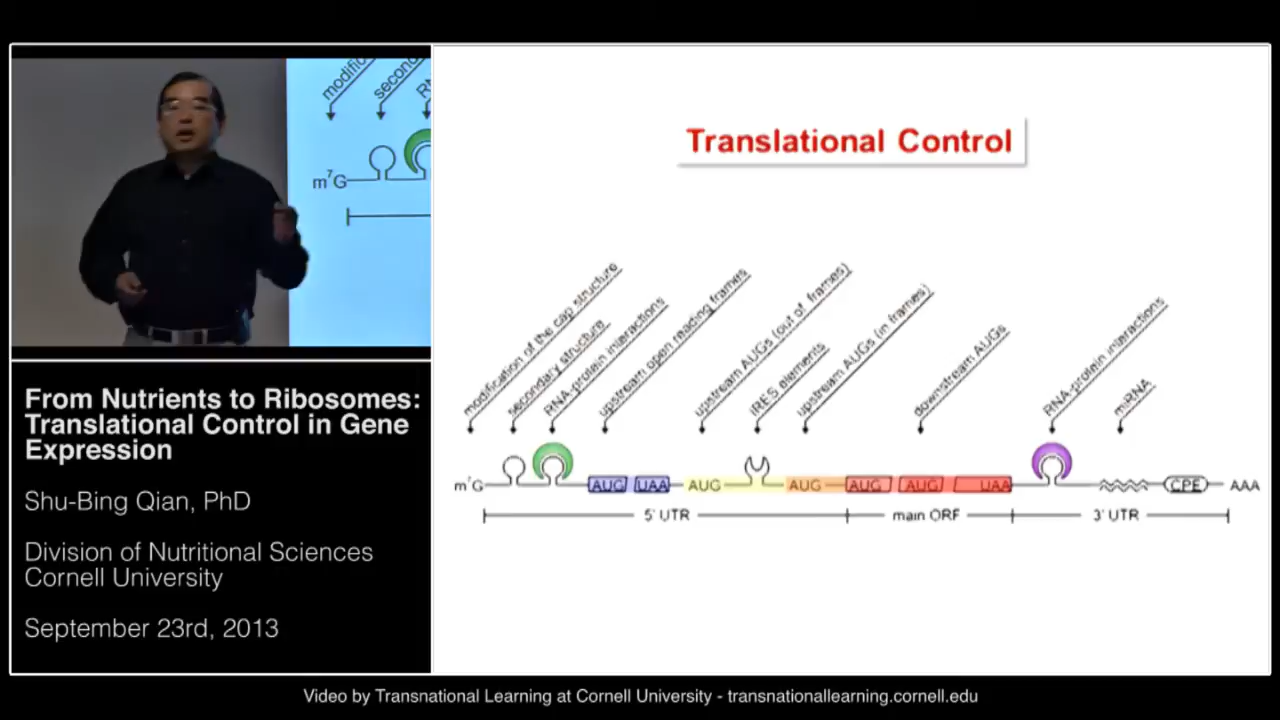 modific
second
RN
m⁷G
From Nutrients to Ribosomes:
Translational Control in Gene
Expression
Shu-Bing Qian, PhD
Division of Nutritional Sciences
Cornell University
September 23rd, 2013
Translational Control
modification of the cap structure
secondary structure
RNA-protein interactions
upstream open reading frames
upstream AUGs (out of frames)
IRES elements
upstream AUGs (in frames)
downstream AUGs
RNA-protein interactions
miRNA
m⁷G AUG UAA AUG AUG AUG AUG UAA CPE AAA
5' UTR main ORF 3' UTR
Video by Transnational Learning at Cornell University - transnationallearning.cornell.edu